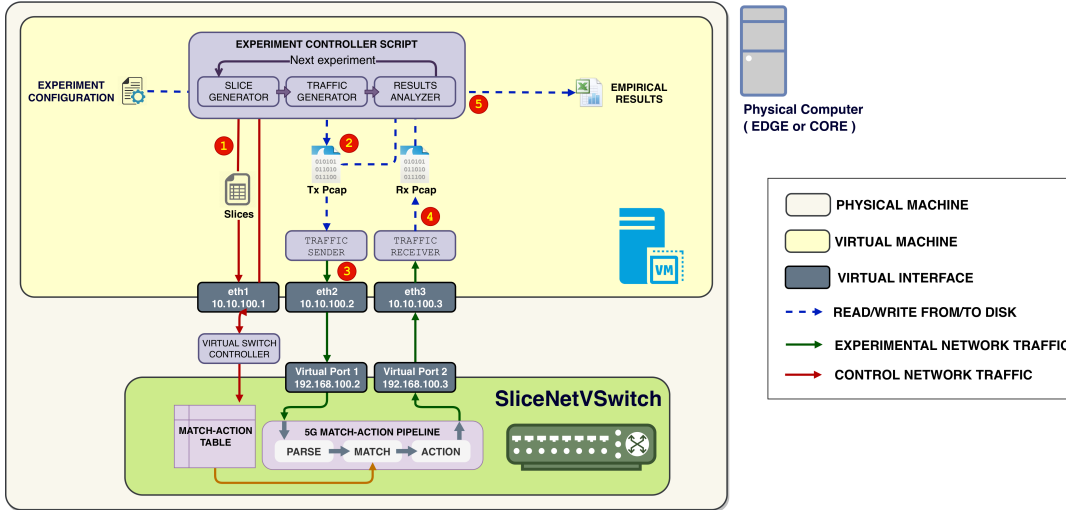 EXPERIMENT CONTROLLER SCRIPT
Next experiment
SLICE
GENERATOR
TRAFFIC
GENERATOR
RESULTS
ANALYZER
EXPERIMENT
CONFIGURATION
EMPIRICAL
RESULTS
5
1
2
010101
011010
011100
Tx Pcap
010101
011010
011100
Rx Pcap
Slices
4
TRAFFIC
SENDER
TRAFFIC
RECEIVER
3
VM
eth1
10.10.100.1
eth2
10.10.100.2
eth3
10.10.100.3
VIRTUAL SWITCH
CONTROLLER
Virtual Port 1
192.168.100.2
Virtual Port 2
192.168.100.3
SliceNetVSwitch
MATCH-ACTION
TABLE
5G MATCH-ACTION PIPELINE
PARSE
MATCH
ACTION
Physical Computer
( EDGE or CORE )
PHYSICAL MACHINE
VIRTUAL MACHINE
VIRTUAL INTERFACE
READ/WRITE FROM/TO DISK
EXPERIMENTAL NETWORK TRAFFIC
CONTROL NETWORK TRAFFIC